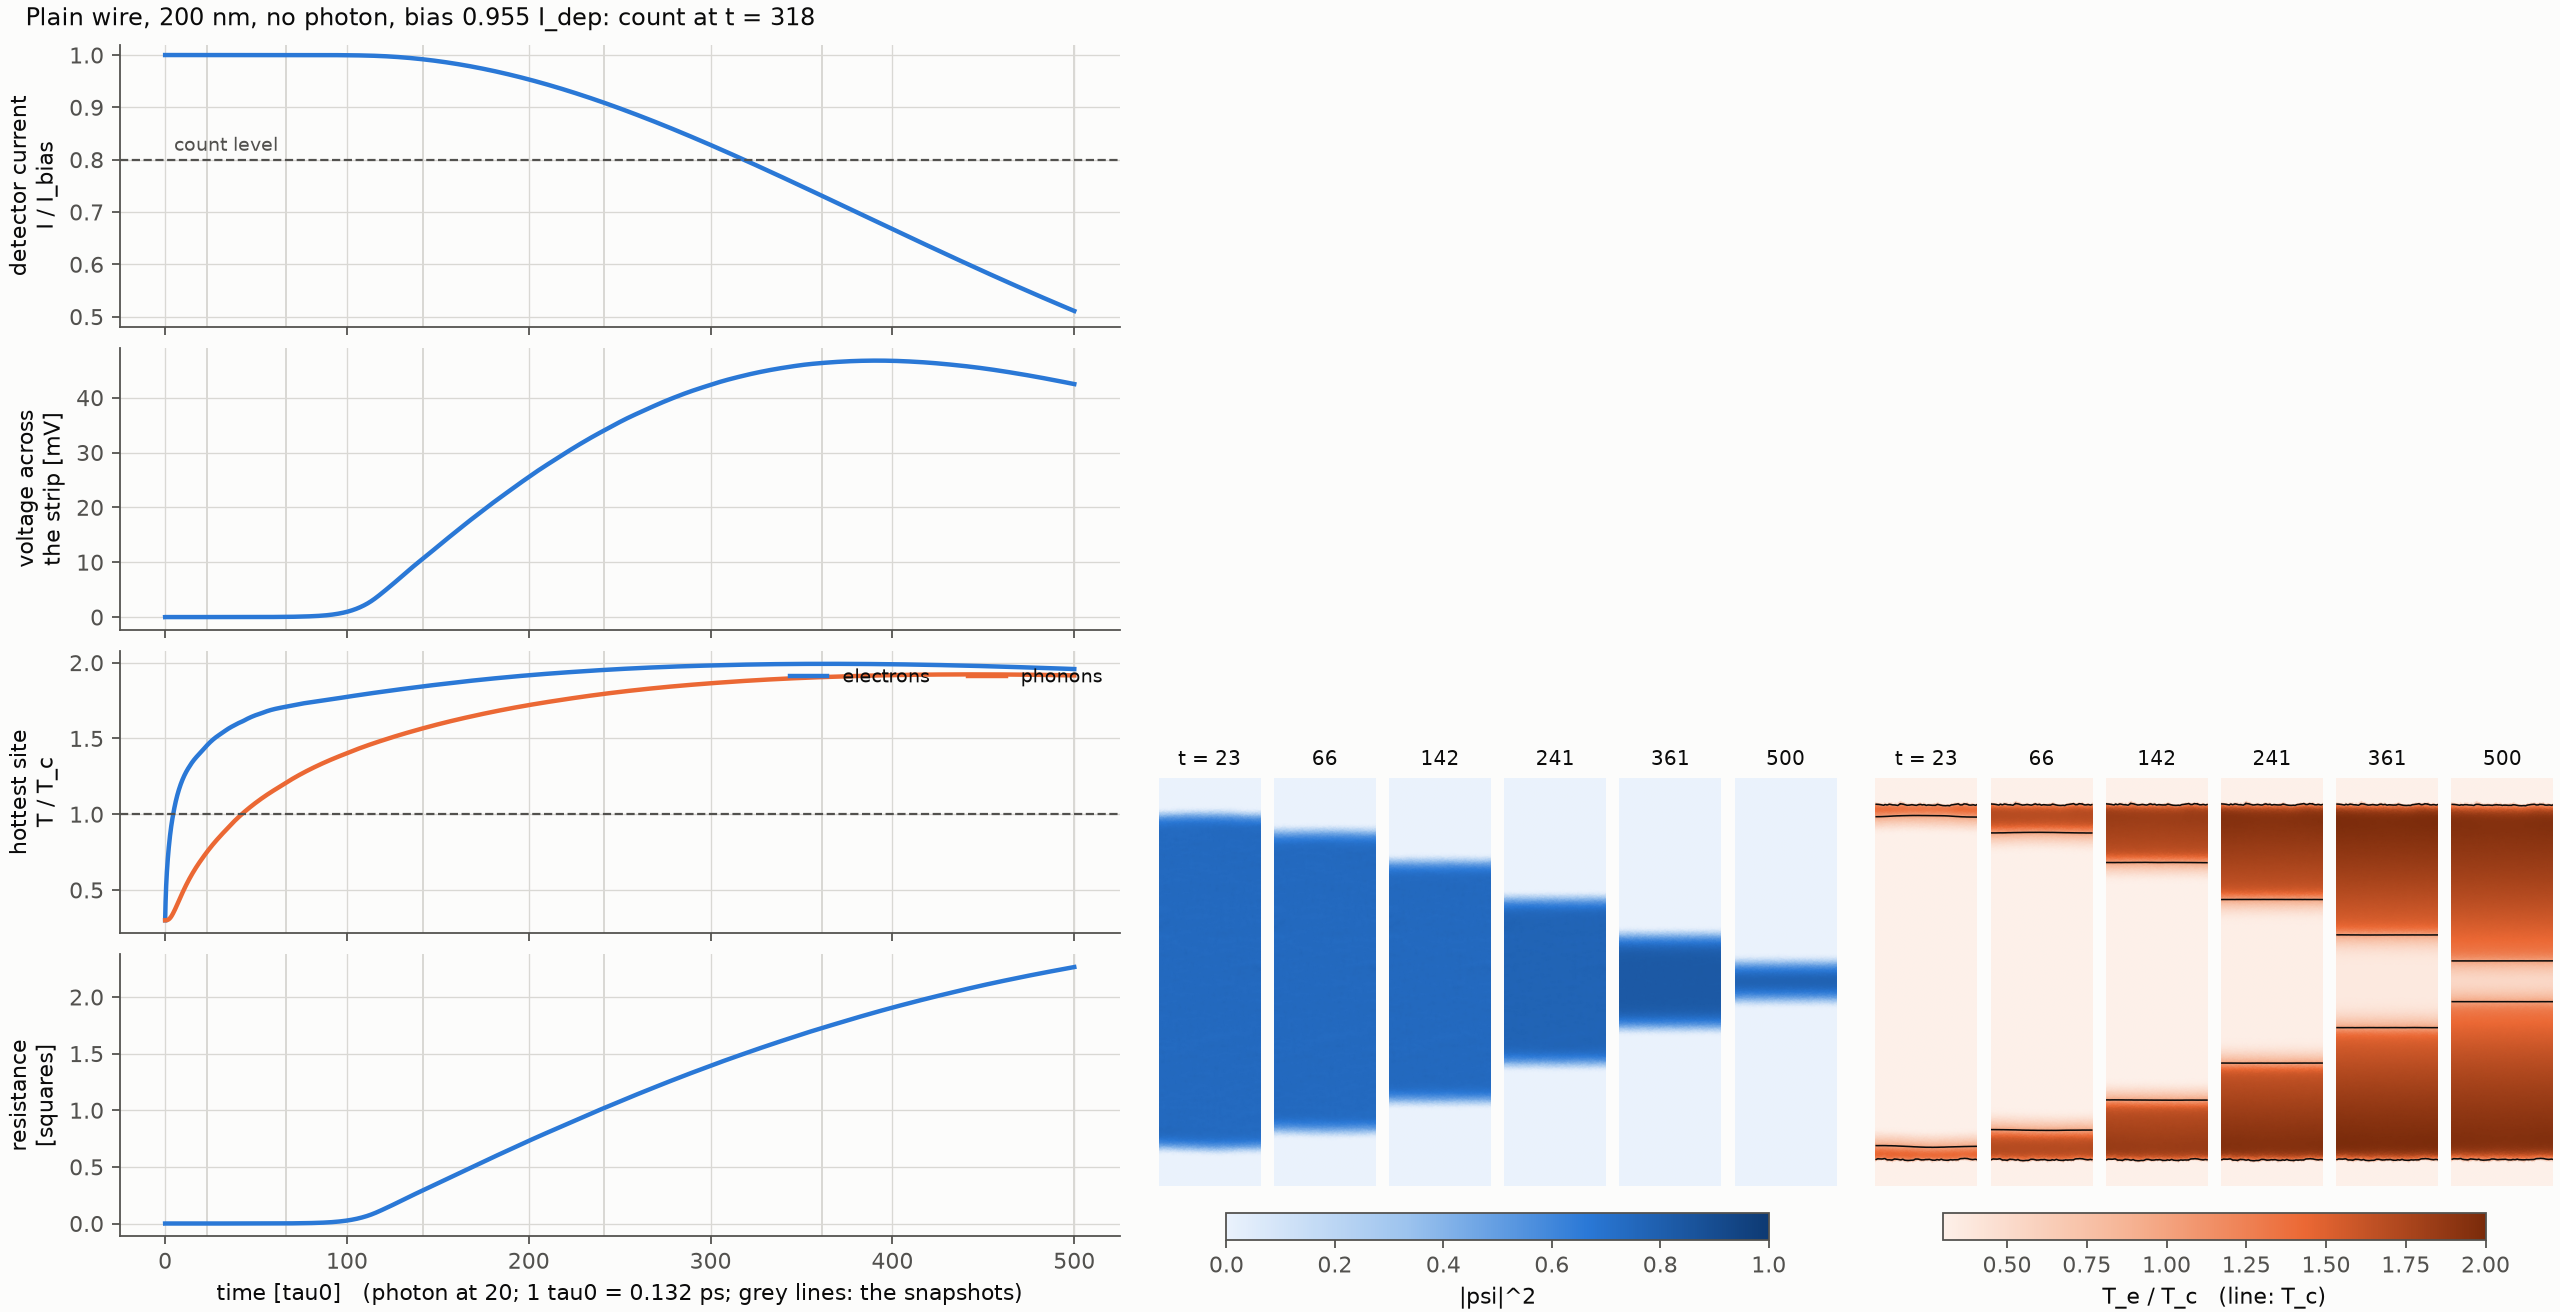 Plain wire, 200 nm, no photon, bias 0.955 I_dep: count at t = 318
detector current
I / I_bias
1.0
0.9
0.8
0.7
0.6
0.5
count level
voltage across
the strip [mV]
40
30
20
10
0
hottest site
T / T_c
2.0
1.5
1.0
0.5
electrons
phonons
resistance
[squares]
2.0
1.5
1.0
0.5
0.0
0 100 200 300 400 500
time [tau0]   (photon at 20; 1 tau0 = 0.132 ps; grey lines: the snapshots)
t = 23 66 142 241 361 500
0.0 0.2 0.4 0.6 0.8 1.0
|psi|^2
t = 23 66 142 241 361 500
0.50 0.75 1.00 1.25 1.50 1.75 2.00
T_e / T_c   (line: T_c)